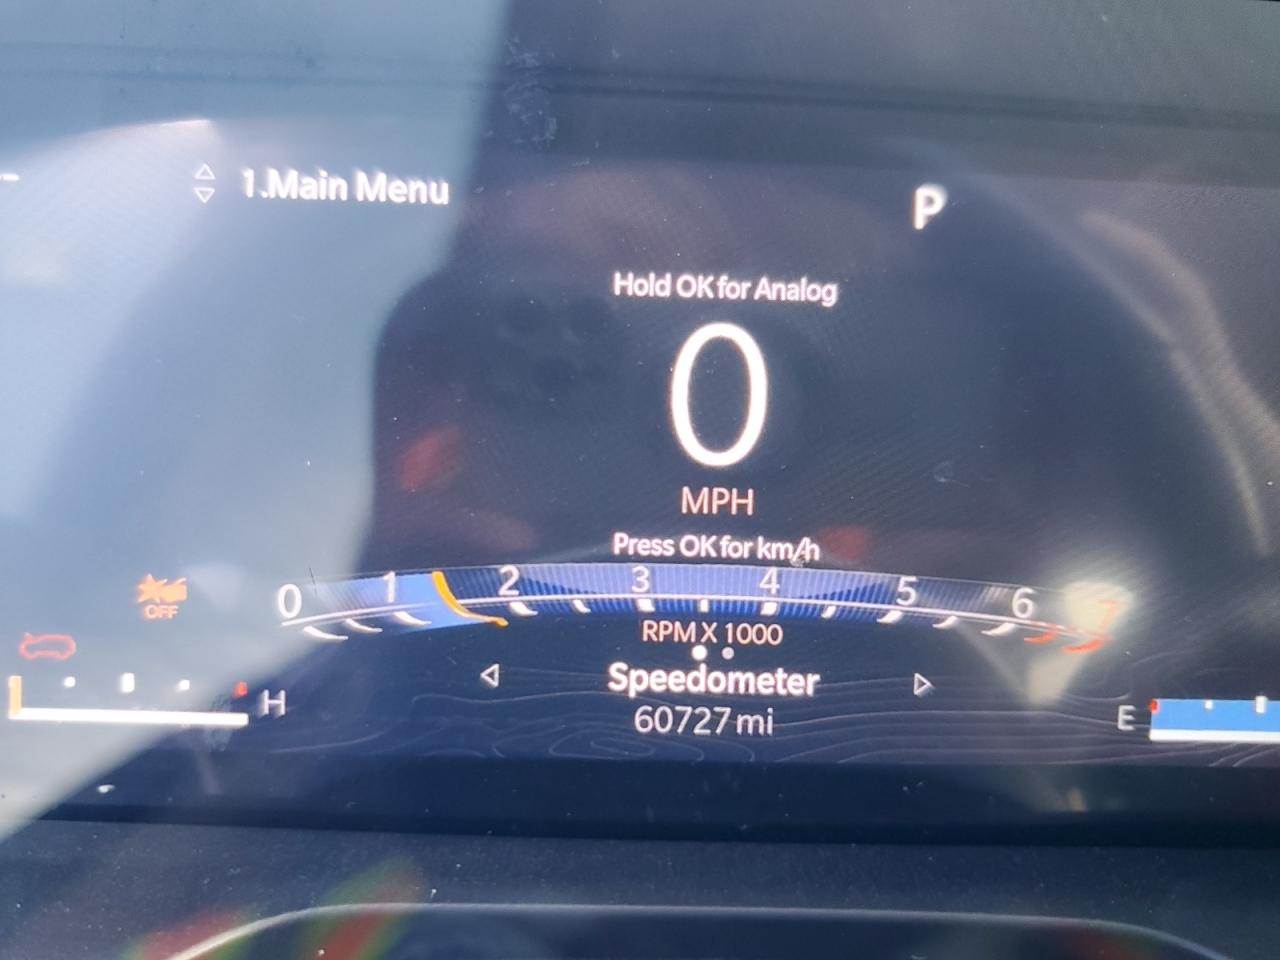 1.Main Menu
P
Hold OK for Analog
0
MPH
Press OK for km/h
0 1 2 3 4 5 6 7
OFF
RPM X 1000
H
Speedometer
E
60727 mi